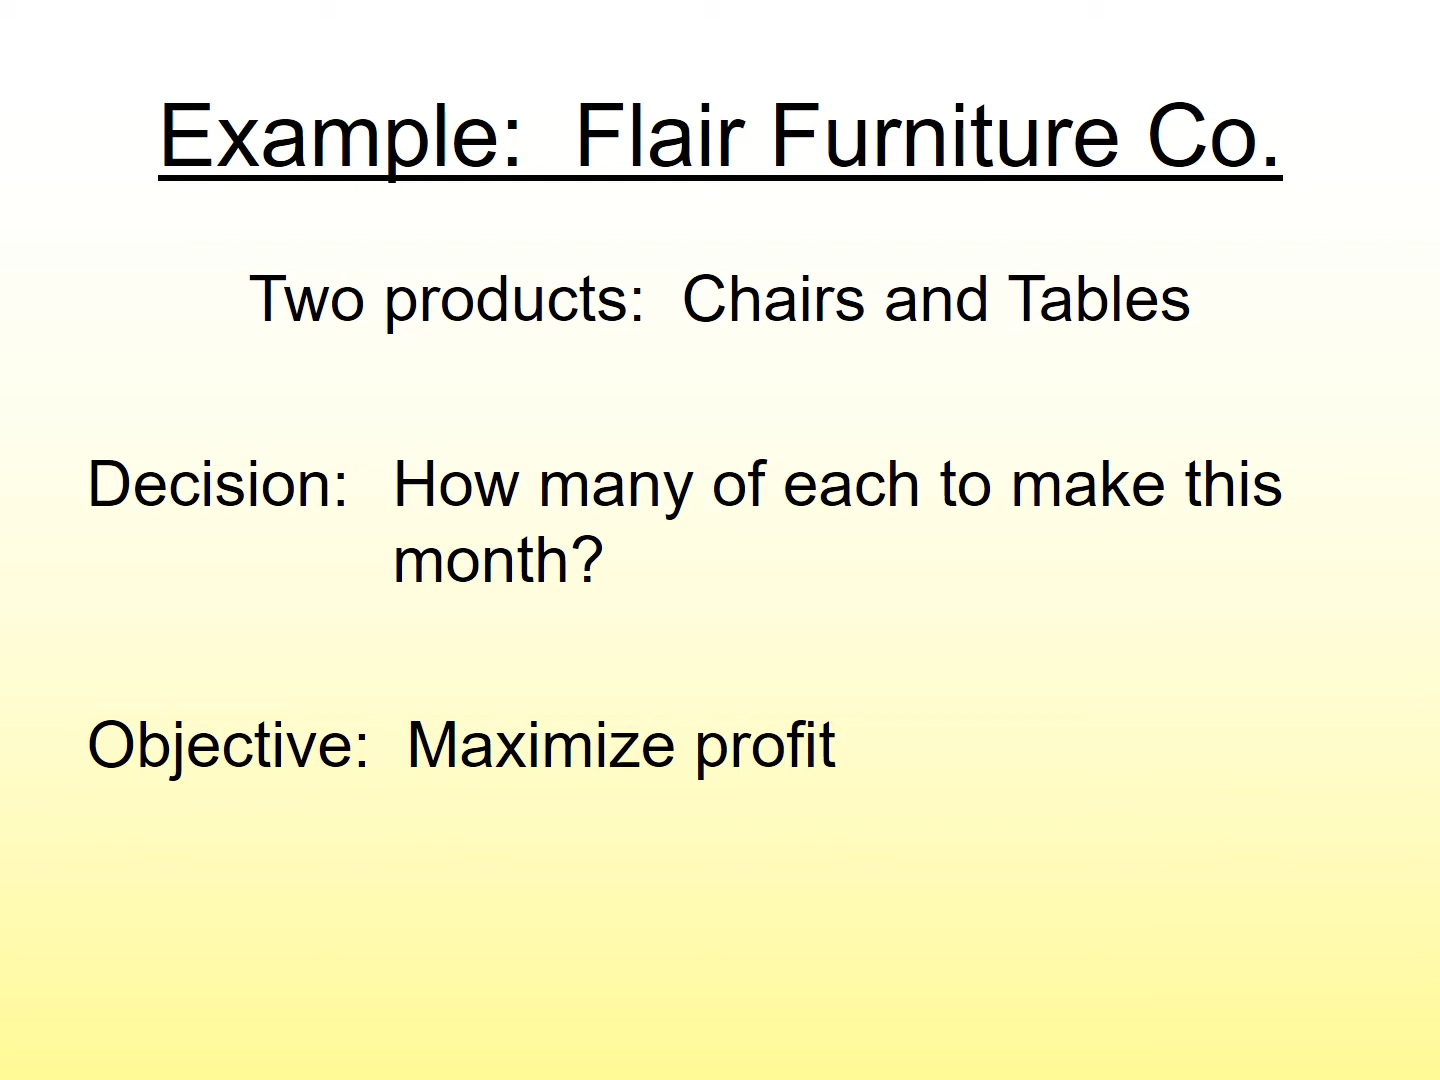 Example: Flair Furniture Co.
Two products: Chairs and Tables
Decision: How many of each to make this
month?
Objective: Maximize profit